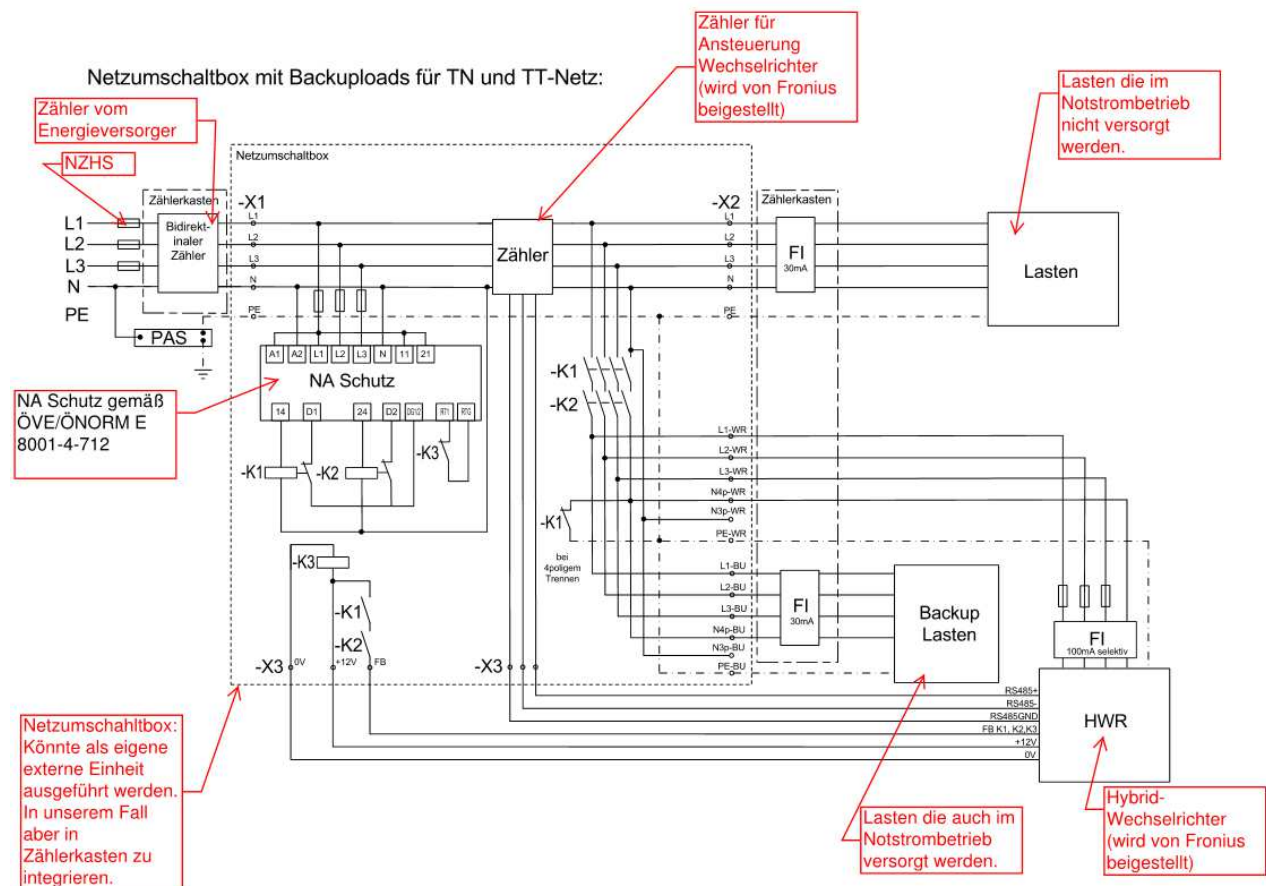 Netzumschaltbox mit Backuploads für TN und TT-Netz:
Zähler für
Ansteuerung
Wechselrichter
(wird von Fronius
beigestellt)
Lasten die im
Notstrombetrieb
nicht versorgt
werden.
Zähler vom
Energieversorger
NZHS
Netzumschaltbox
Zählerkasten
-X1
-X2
Zählerkasten
L1
L2
L3
N
PE
Bidirekt-
inaler
Zähler
L1
L2
L3
N
PE
Zähler
L1
L2
L3
N
PE
FI
30mA
Lasten
PAS
A1 A2 L1 L2 L3 N 11 21
NA Schutz
14 D1 24 D2 DG1/2 RT1 RTG
NA Schutz gemäß
ÖVE/ÖNORM E
8001-4-712
-K1
-K2
-K3
-K1
-K2
L1-WR
L2-WR
L3-WR
N4p-WR
N3p-WR
PE-WR
-K1
bei
4poligem
Trennen
L1-BU
L2-BU
L3-BU
N4p-BU
N3p-BU
PE-BU
FI
30mA
Backup
Lasten
FI
100mA selektiv
-K3
-K1
-K2
-X3
0V
+12V
FB
-X3
RS485+
RS485-
RS485GND
FB K1, K2,K3
+12V
0V
HWR
Netzumschahltbox:
Könnte als eigene
externe Einheit
ausgeführt werden.
In unserem Fall
aber in
Zählerkasten zu
integrieren.
Lasten die auch im
Notstrombetrieb
versorgt werden.
Hybrid-
Wechselrichter
(wird von Fronius
beigestellt)